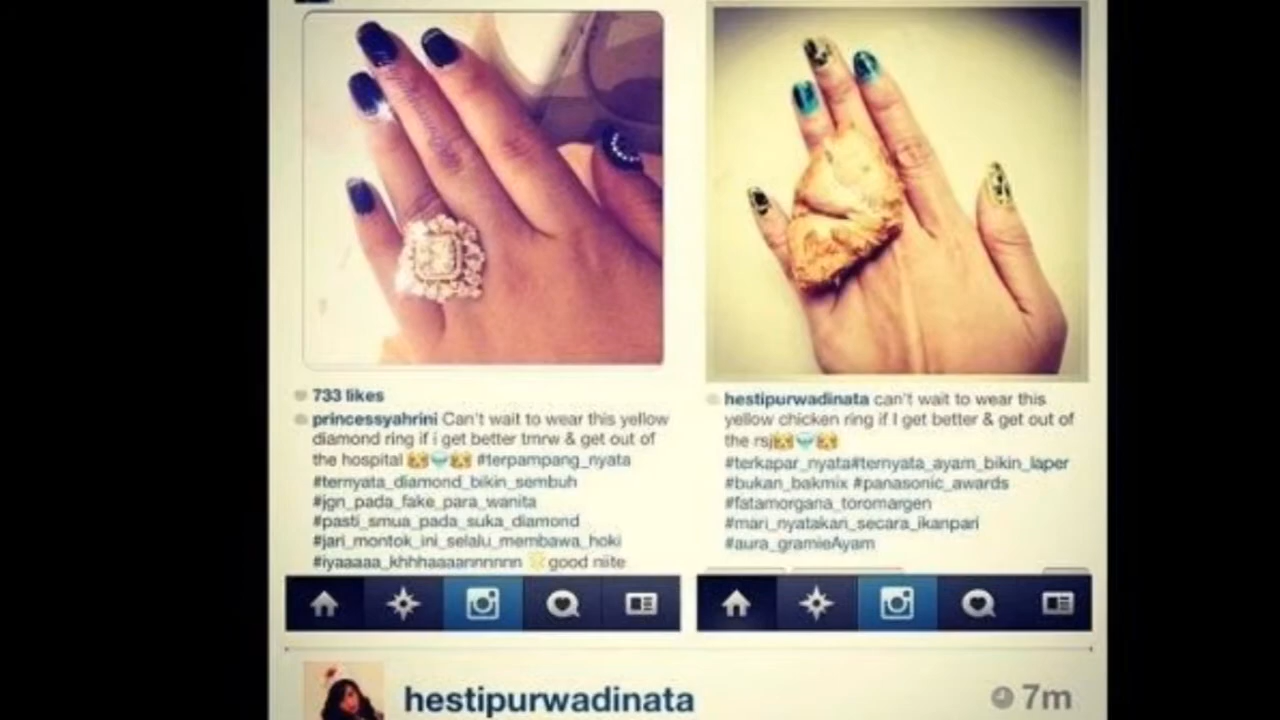 733 likes
princessyahrini Can't wait to wear this yellow
diamond ring if i get better tmrw & get out of
the hospital #terpampang_nyata
#ternyata_diamond_bikin_sembuh
#jgn_pada_fake_para_wanita
#pasti_smua_pada_suka_diamond
#jari_montok_ini_selalu_membawa_hoki
#iyaaaaa_khhhaaaannnnnn good niite
hestipurwadinata can't wait to wear this
yellow chicken ring if I get better & get out of
the rsj
#terkapar_nyata#ternyata_ayam_bikin_laper
#bukan_bakmix #panasonic_awards
#fatamorgana_toromargen
#mari_nyatakan_secara_ikanpari
#aura_gramieAyam
hestipurwadinata
7m